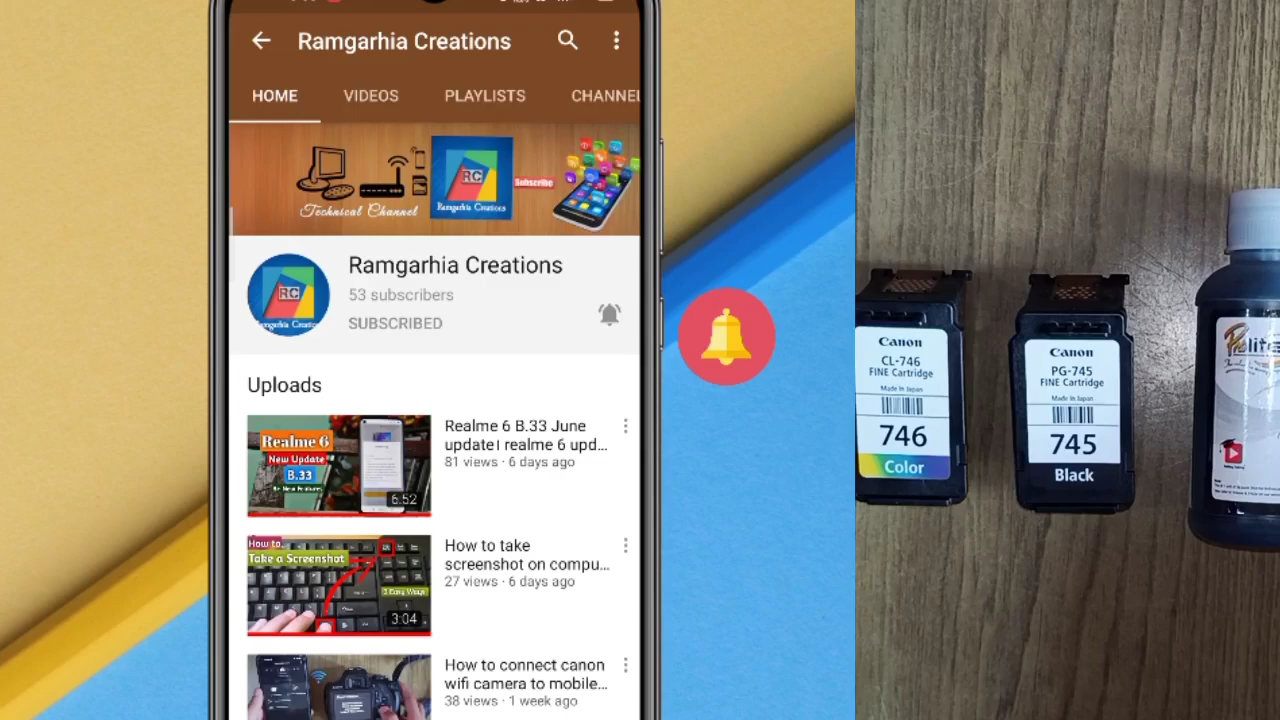 Ramgarhia Creations
HOME VIDEOS PLAYLISTS CHANNEL
Technical Channel
RC
Ramgarhia Creations
Subscribe
RC
Ramgarhia Creations
53 subscribers
SUBSCRIBED
Uploads
Realme 6
New Update
B.33
6:52
Realme 6 B.33 June
update। realme 6 upd...
81 views · 6 days ago
How to
Take a Screenshot
3 Easy Ways
3:04
How to take
screenshot on compu...
27 views · 6 days ago
How to connect canon
wifi camera to mobile...
38 views · 1 week ago
Canon
CL-746
FINE Cartridge
Made In Japan
746
Color
Canon
PG-745
FINE Cartridge
Made In Japan
745
Black